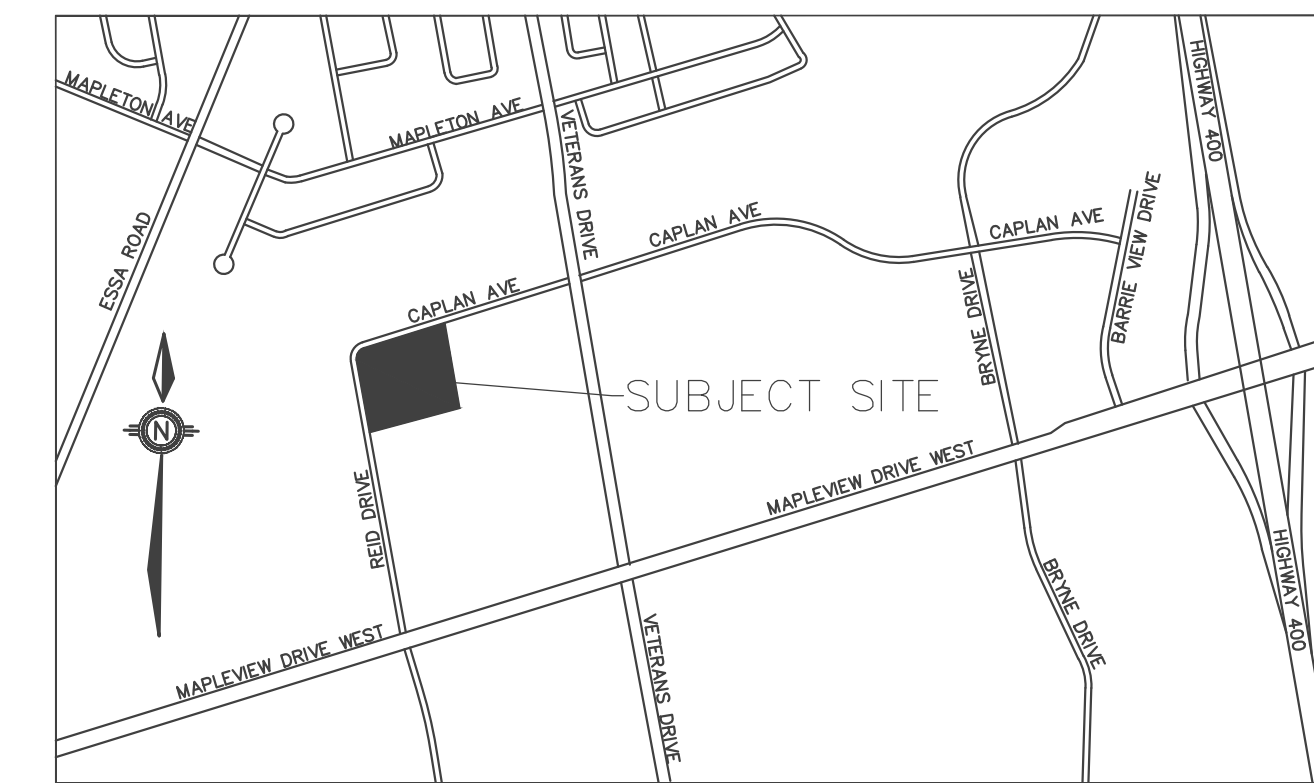 MAPLETON AVE
MAPLETON AVE
HIGHWAY 400
VETERANS DRIVE
ESSA ROAD
CAPLAN AVE
CAPLAN AVE
BARRIE VIEW DRIVE
CAPLAN AVE
BRYNE DRIVE
SUBJECT SITE
N
REID DRIVE
MAPLEVIEW DRIVE WEST
MAPLEVIEW DRIVE WEST
BRYNE DRIVE
HIGHWAY 400
VETERANS DRIVE